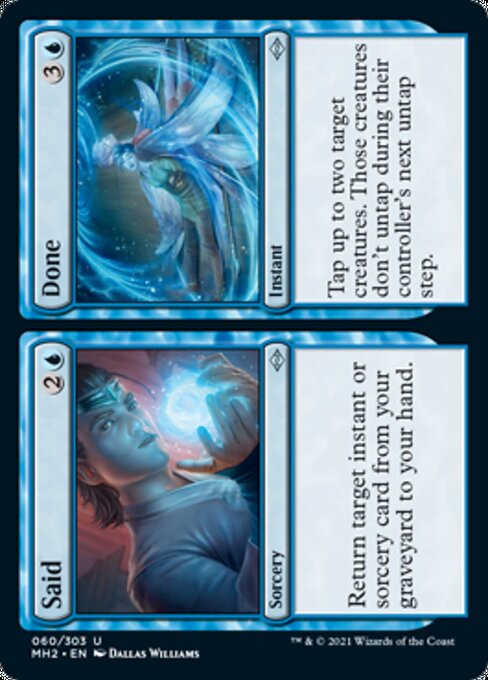 Done 3
Instant
Tap up to two target
creatures. Those creatures
don't untap during their
controller's next untap
step.
Said 2
Sorcery
Return target instant or
sorcery card from your
graveyard to your hand.
060/303 U
MH2 • EN DALLAS WILLIAMS
™ & © 2021 Wizards of the Coast